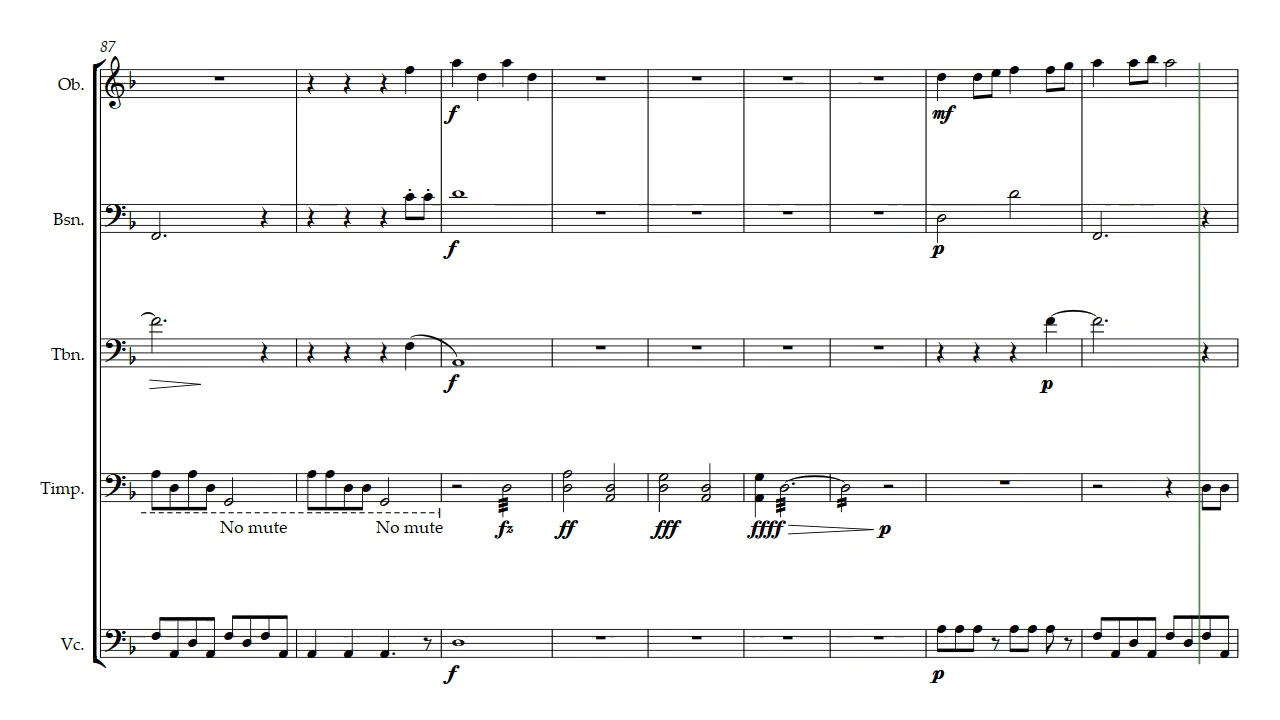 87
Ob.
f
mf
Bsn.
f
p
Tbn.
f
p
Timp.
No mute
No mute
fz
ff
fff
ffff
p
Vc.
f
p